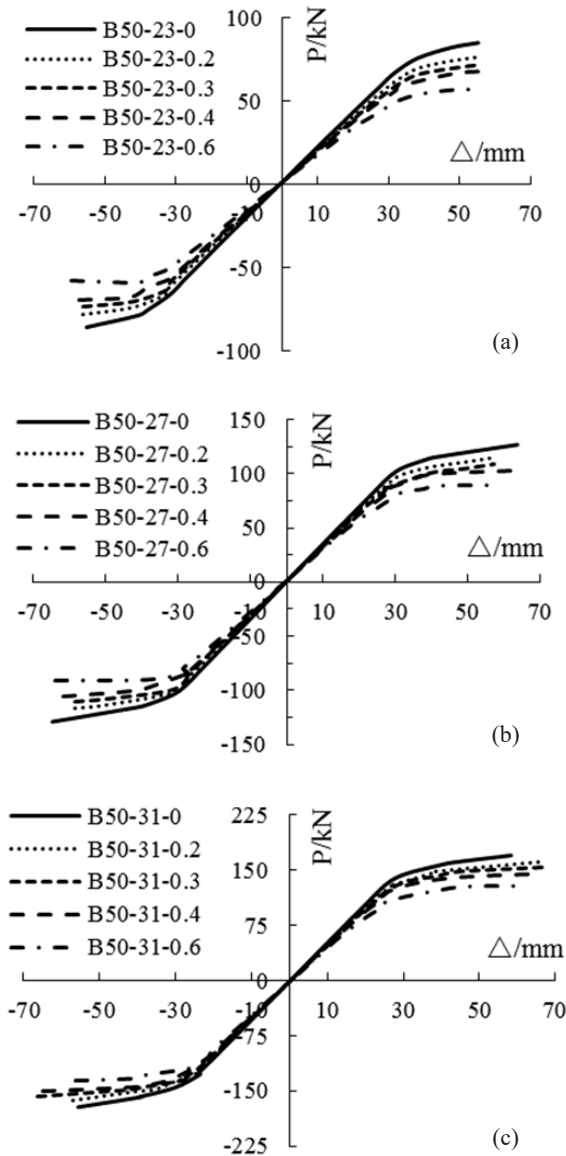 B50-23-0
B50-23-0.2
B50-23-0.3
B50-23-0.4
B50-23-0.6
P/kN
100
50
0
-50
-100
△/mm
-70 -50 -30 -10 10 30 50 70
(a)
B50-27-0
B50-27-0.2
B50-27-0.3
B50-27-0.4
B50-27-0.6
P/kN
150
100
50
0
-50
-100
-150
△/mm
-70 -50 -30 -10 10 30 50 70
(b)
B50-31-0
B50-31-0.2
B50-31-0.3
B50-31-0.4
B50-31-0.6
P/kN
225
150
75
0
-75
-150
-225
△/mm
-70 -50 -30 -10 10 30 50 70
(c)